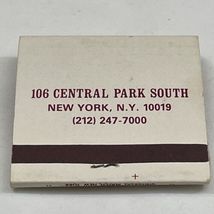 106 CENTRAL PARK SOUTH
NEW YORK, N.Y. 10019
(212) 247-7000